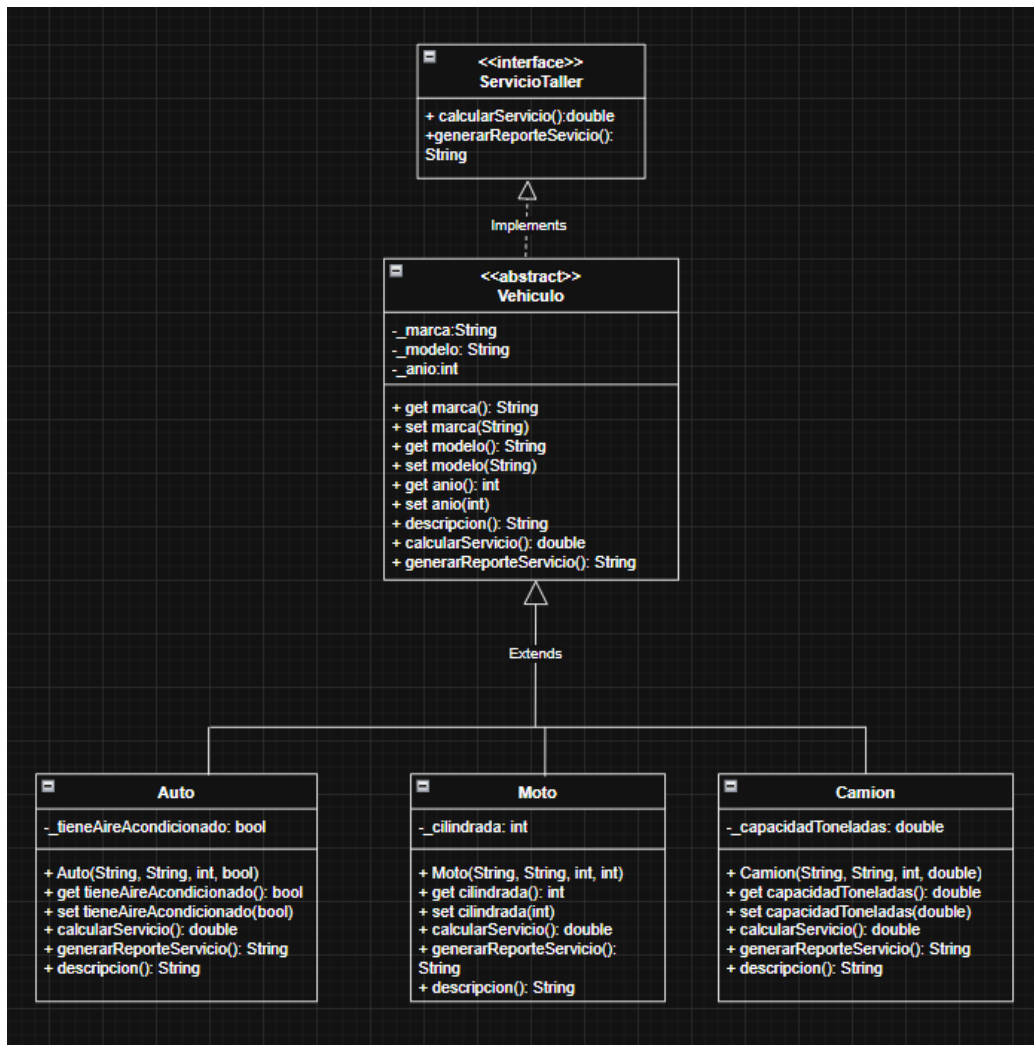 <<interface>>
ServicioTaller
+ calcularServicio():double
+generarReporteSevicio():
String
Implements
<<abstract>>
Vehiculo
-_marca:String
-_modelo: String
-_anio:int
+ get marca(): String
+ set marca(String)
+ get modelo(): String
+ set modelo(String)
+ get anio(): int
+ set anio(int)
+ descripcion(): String
+ calcularServicio(): double
+ generarReporteServicio(): String
Extends
Auto
-_tieneAireAcondicionado: bool
+ Auto(String, String, int, bool)
+ get tieneAireAcondicionado(): bool
+ set tieneAireAcondicionado(bool)
+ calcularServicio(): double
+ generarReporteServicio(): String
+ descripcion(): String
Moto
-_cilindrada: int
+ Moto(String, String, int, int)
+ get cilindrada(): int
+ set cilindrada(int)
+ calcularServicio(): double
+ generarReporteServicio():
String
+ descripcion(): String
Camion
-_capacidadToneladas: double
+ Camion(String, String, int, double)
+ get capacidadToneladas(): double
+ set capacidadToneladas(double)
+ calcularServicio(): double
+ generarReporteServicio(): String
+ descripcion(): String